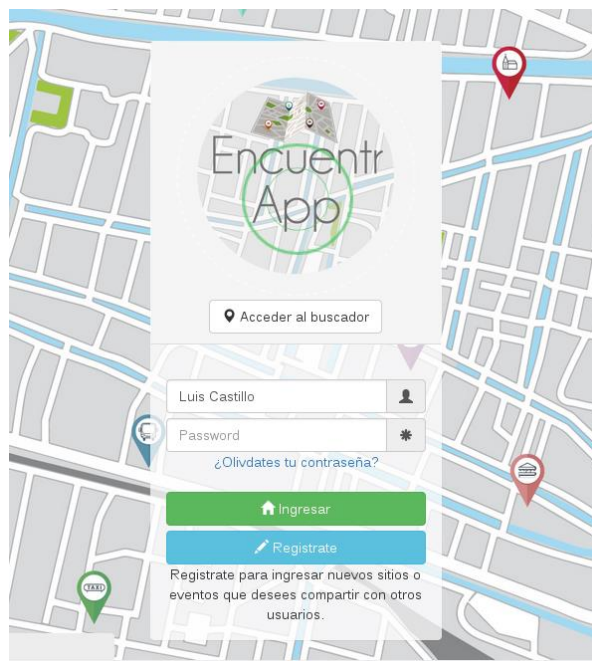 Encuentr
App
Acceder al buscador
Luis Castillo
Password
¿Olivdates tu contraseña?
Ingresar
Registrate
Registrate para ingresar nuevos sitios o
eventos que desees compartir con otros
usuarios.
TAXI